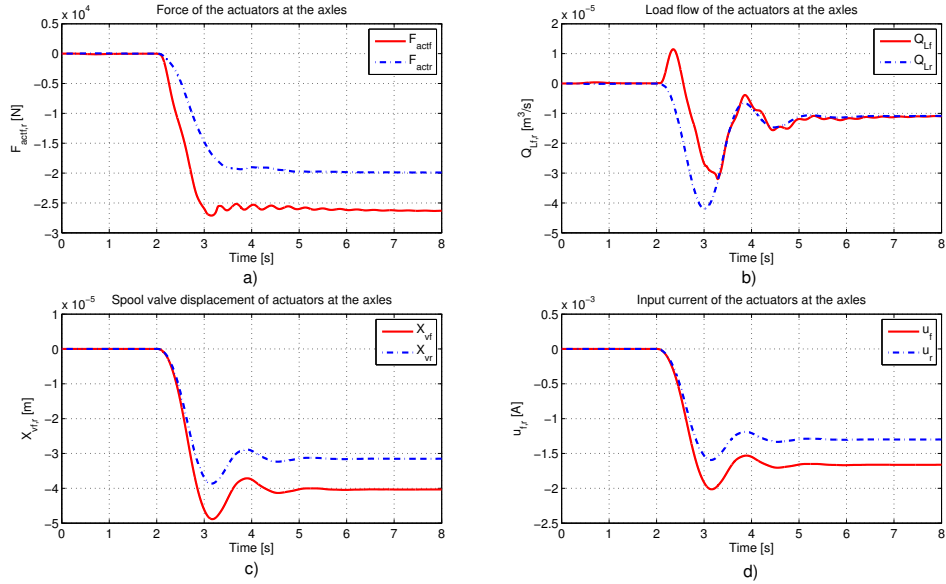 Force of the actuators at the axles
x 10^4
0.5
0
−0.5
−1
−1.5
−2
−2.5
−3
F_actf,r [N]
F_actf
F_actr
0 1 2 3 4 5 6 7 8
Time [s]
a)
Load flow of the actuators at the axles
x 10^−5
2
1
0
−1
−2
−3
−4
−5
Q_Lf,r [m^3/s]
Q_Lf
Q_Lr
0 1 2 3 4 5 6 7 8
Time [s]
b)
Spool valve displacement of actuators at the axles
x 10^−5
1
0
−1
−2
−3
−4
−5
X_vf,r [m]
X_vf
X_vr
0 1 2 3 4 5 6 7 8
Time [s]
c)
Input current of the actuators at the axles
x 10^−3
0.5
0
−0.5
−1
−1.5
−2
−2.5
u_f,r [A]
u_f
u_r
0 1 2 3 4 5 6 7 8
Time [s]
d)